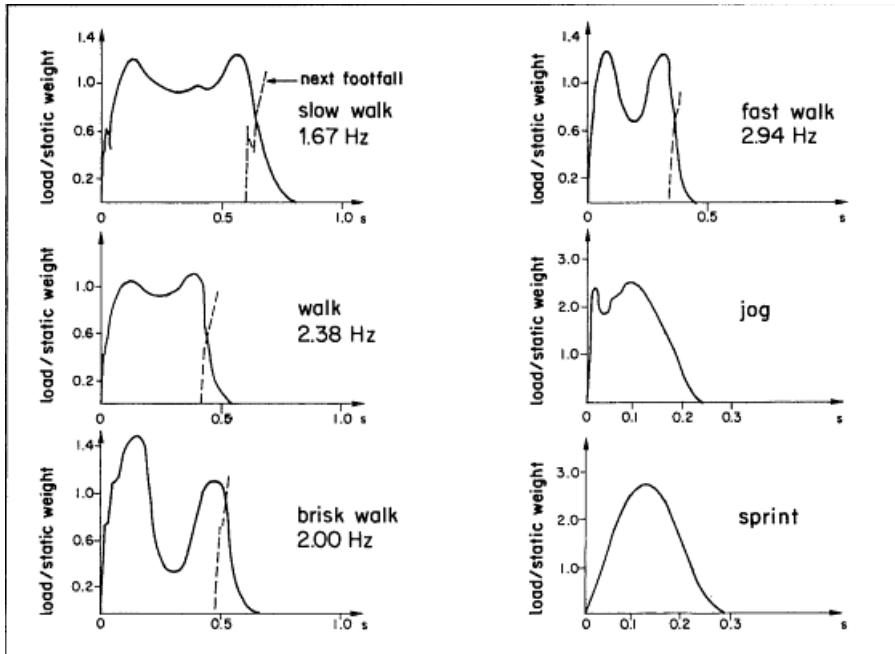 load/static weight
1.4
1.0
0.6
0.2
next footfall
slow walk
1.67 Hz
0 0.5 1.0 s
load/static weight
1.0
0.6
0.2
walk
2.38 Hz
0 0.5 1.0 s
load/static weight
1.4
1.0
0.6
0.2
brisk walk
2.00 Hz
0 0.5 1.0 s
load/static weight
1.4
1.0
0.6
0.2
fast walk
2.94 Hz
0 0.5 s
load/static weight
3.0
2.0
1.0
jog
0 0.1 0.2 0.3 s
load/static weight
3.0
2.0
1.0
sprint
0 0.1 0.2 0.3 s